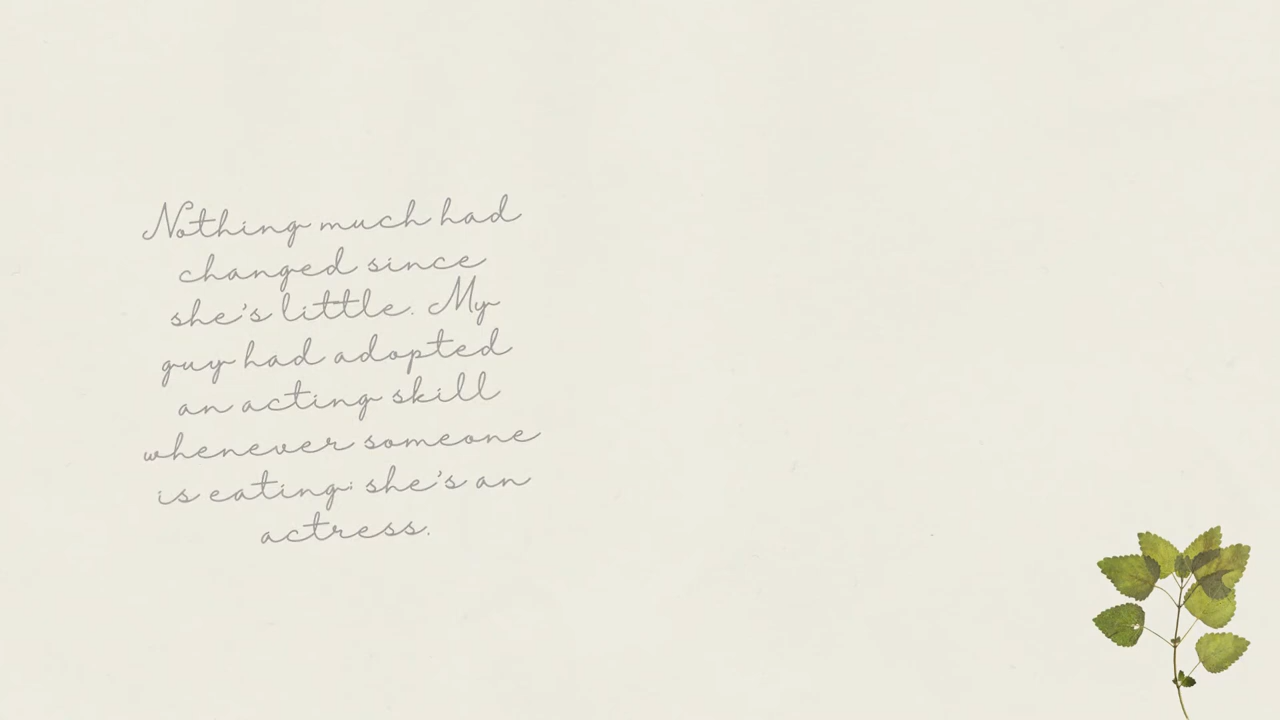 Nothing much had
changed since
she's little. My
guy had adopted
an acting skill
whenever someone
is eating: she's an
actress.